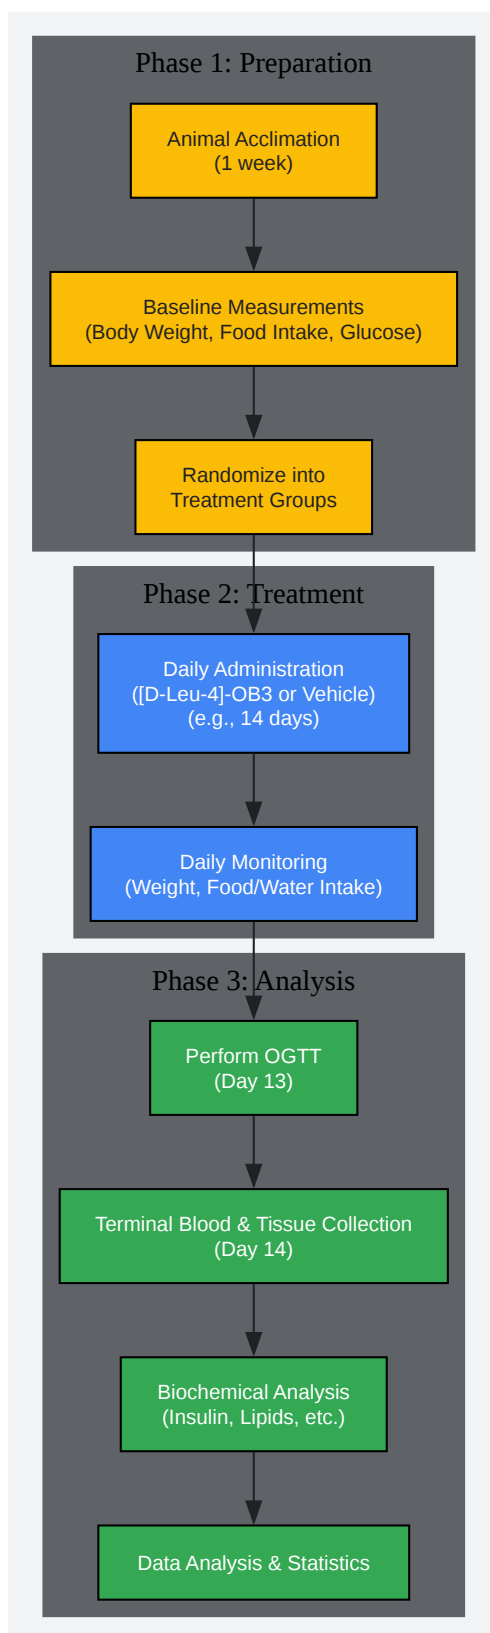 Phase 1: Preparation
Animal Acclimation
(1 week)
Baseline Measurements
(Body Weight, Food Intake, Glucose)
Randomize into
Treatment Groups
Phase 2: Treatment
Daily Administration
([D-Leu-4]-OB3 or Vehicle)
(e.g., 14 days)
Daily Monitoring
(Weight, Food/Water Intake)
Phase 3: Analysis
Perform OGTT
(Day 13)
Terminal Blood & Tissue Collection
(Day 14)
Biochemical Analysis
(Insulin, Lipids, etc.)
Data Analysis & Statistics